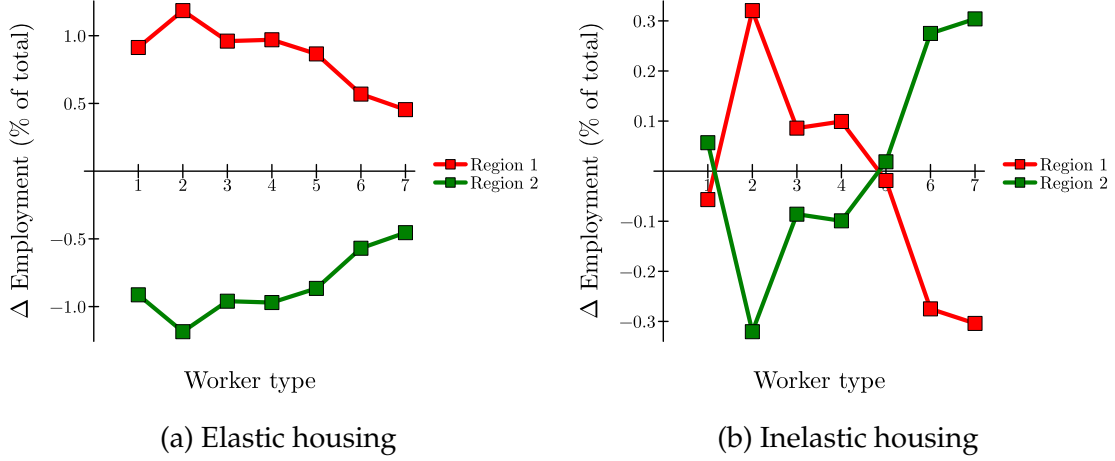 Δ Employment (% of total)
1.0
0.5
−0.5
−1.0
1 2 3 4 5 6 7
Region 1
Region 2
Worker type
(a) Elastic housing
Δ Employment (% of total)
0.3
0.2
0.1
−0.1
−0.2
−0.3
1 2 3 4 5 6 7
Region 1
Region 2
Worker type
(b) Inelastic housing